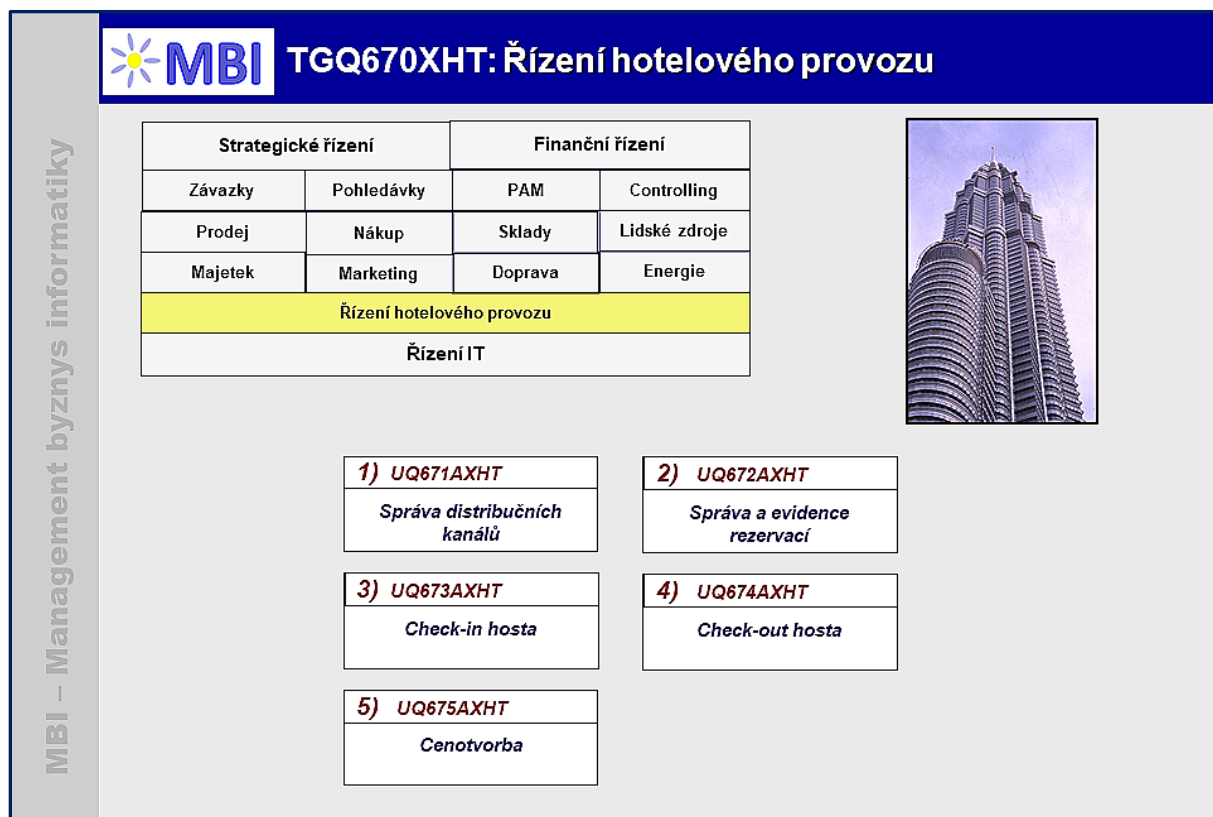 MBI
TGQ670XHT: Řízení hotelového provozu
MBI – Management byznys informatiky
Strategické řízení
Finanční řízení
Závazky
Pohledávky
PAM
Controlling
Prodej
Nákup
Sklady
Lidské zdroje
Majetek
Marketing
Doprava
Energie
Řízení hotelového provozu
Řízení IT
1) UQ671AXHT
Správa distribučních
kanálů
2) UQ672AXHT
Správa a evidence
rezervací
3) UQ673AXHT
Check-in hosta
4) UQ674AXHT
Check-out hosta
5) UQ675AXHT
Cenotvorba